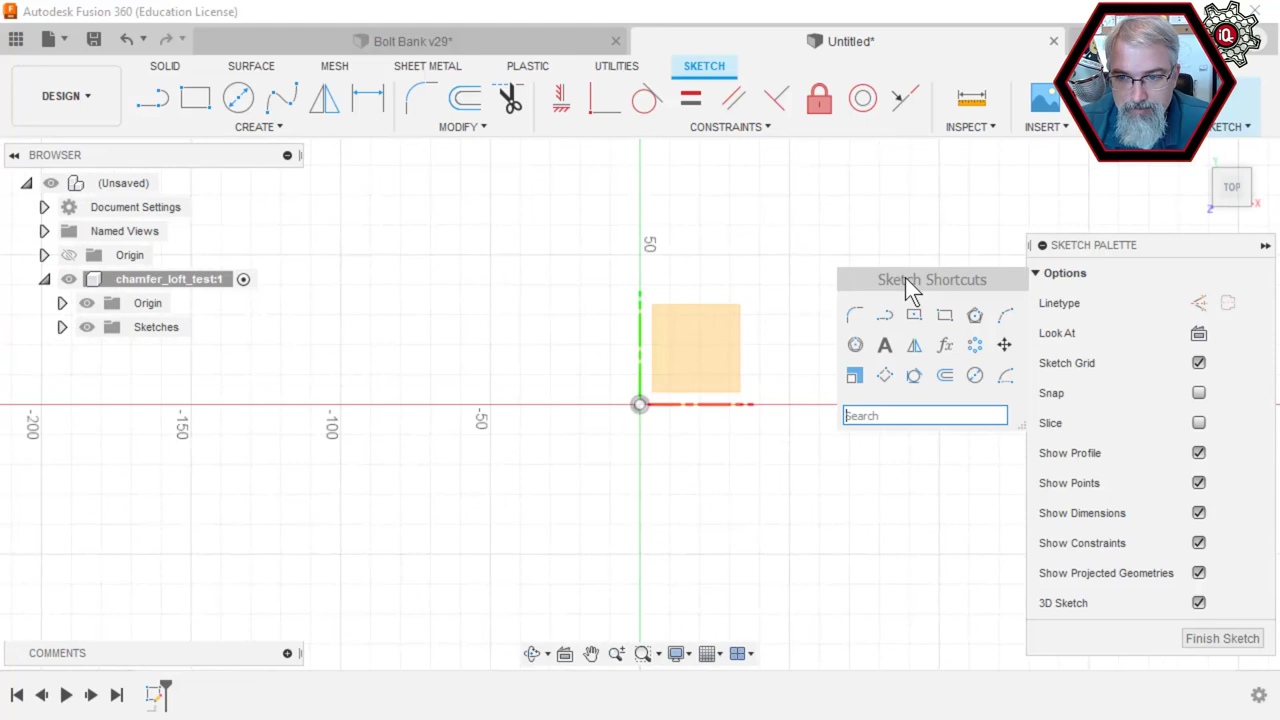 Autodesk Fusion 360 (Education License)
Bolt Bank v29*
Untitled*
iQ
DESIGN
SOLID
SURFACE
MESH
SHEET METAL
PLASTIC
UTILITIES
SKETCH
CREATE
MODIFY
CONSTRAINTS
INSPECT
INSERT
KETCH
BROWSER
(Unsaved)
Document Settings
Named Views
Origin
chamfer_loft_test:1
Origin
Sketches
50
-200
-150
-100
-50
TOP
Y
X
Z
Sketch Shortcuts
A
fx
Search
SKETCH PALETTE
Options
Linetype
Look At
Sketch Grid
Snap
Slice
Show Profile
Show Points
Show Dimensions
Show Constraints
Show Projected Geometries
3D Sketch
Finish Sketch
COMMENTS